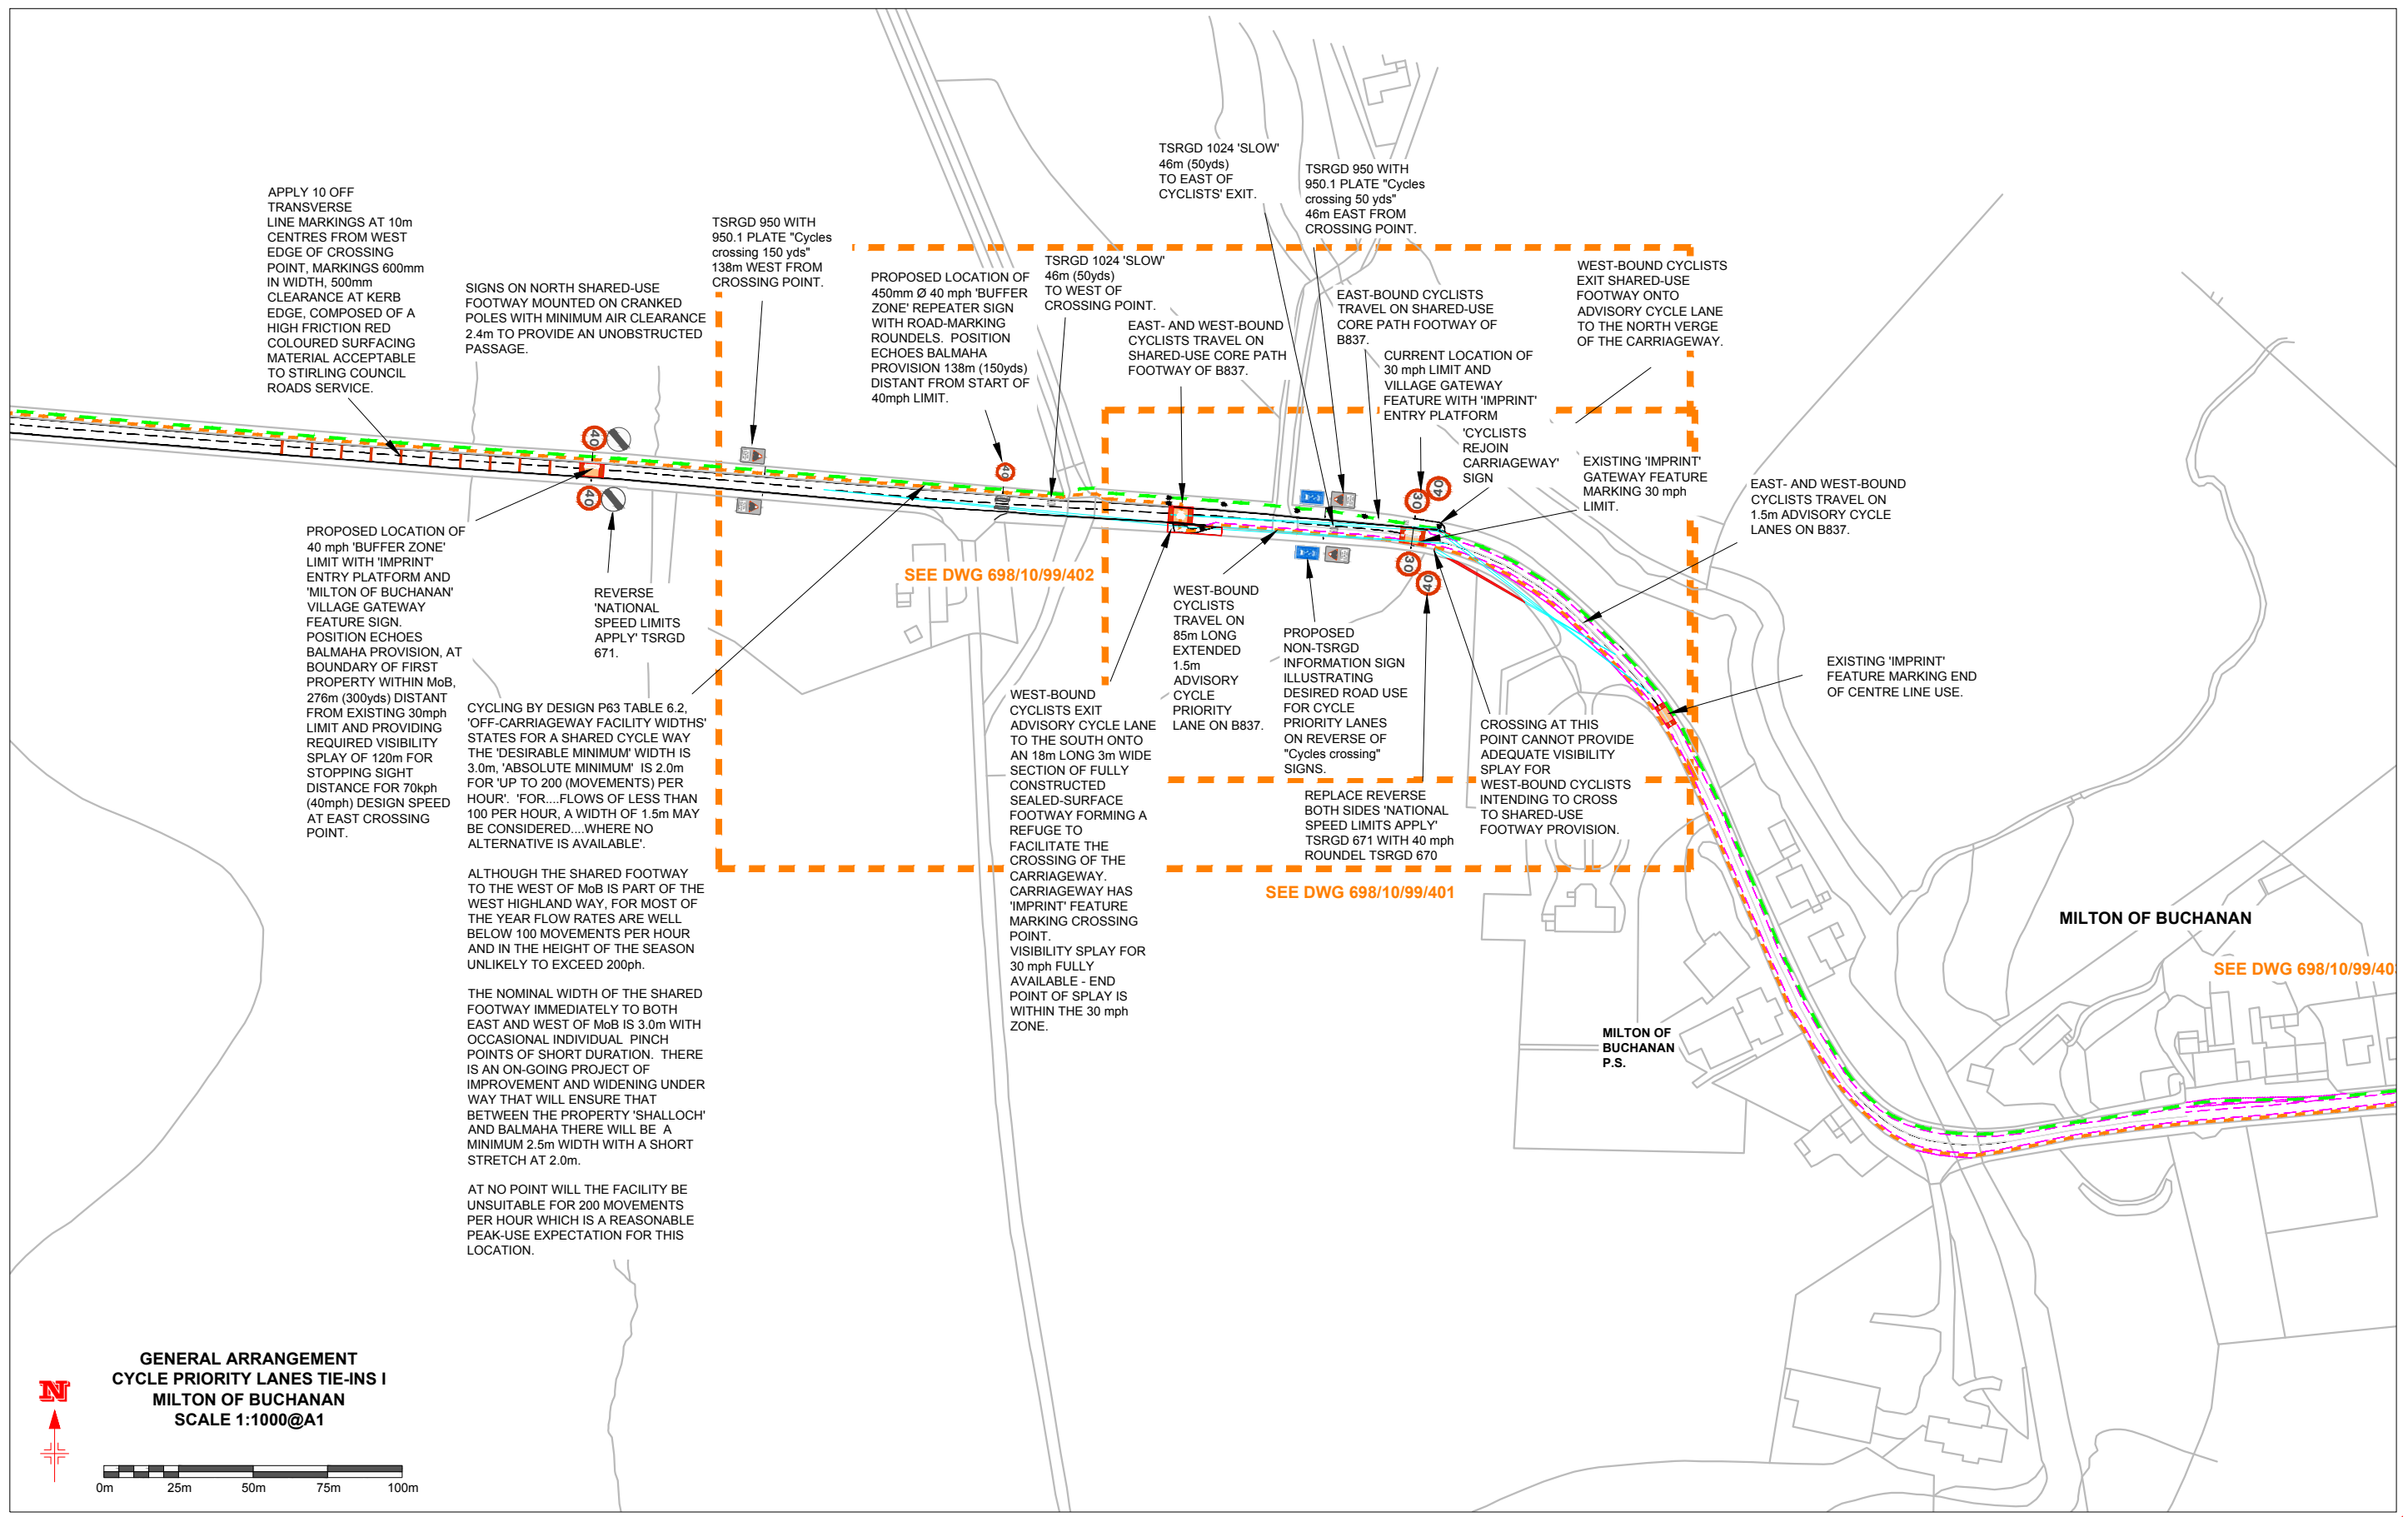 APPLY 10 OFF
TRANSVERSE
LINE MARKINGS AT 10m
CENTRES FROM WEST
EDGE OF CROSSING
POINT, MARKINGS 600mm
IN WIDTH, 500mm
CLEARANCE AT KERB
EDGE, COMPOSED OF A
HIGH FRICTION RED
COLOURED SURFACING
MATERIAL ACCEPTABLE
TO STIRLING COUNCIL
ROADS SERVICE.
SIGNS ON NORTH SHARED-USE
FOOTWAY MOUNTED ON CRANKED
POLES WITH MINIMUM AIR CLEARANCE
2.4m TO PROVIDE AN UNOBSTRUCTED
PASSAGE.
TSRGD 950 WITH
950.1 PLATE "Cycles
crossing 150 yds"
138m WEST FROM
CROSSING POINT.
PROPOSED LOCATION OF
450mm Ø 40 mph 'BUFFER
ZONE' REPEATER SIGN
WITH ROAD-MARKING
ROUNDELS. POSITION
ECHOES BALMAHA
PROVISION 138m (150yds)
DISTANT FROM START OF
40mph LIMIT.
TSRGD 1024 'SLOW'
46m (50yds)
TO WEST OF
CROSSING POINT.
TSRGD 1024 'SLOW'
46m (50yds)
TO EAST OF
CYCLISTS' EXIT.
TSRGD 950 WITH
950.1 PLATE "Cycles
crossing 50 yds"
46m EAST FROM
CROSSING POINT.
EAST- AND WEST-BOUND
CYCLISTS TRAVEL ON
SHARED-USE CORE PATH
FOOTWAY OF B837.
EAST-BOUND CYCLISTS
TRAVEL ON SHARED-USE
CORE PATH FOOTWAY OF
B837.
CURRENT LOCATION OF
30 mph LIMIT AND
VILLAGE GATEWAY
FEATURE WITH 'IMPRINT'
ENTRY PLATFORM
WEST-BOUND CYCLISTS
EXIT SHARED-USE
FOOTWAY ONTO
ADVISORY CYCLE LANE
TO THE NORTH VERGE
OF THE CARRIAGEWAY.
'CYCLISTS
REJOIN
CARRIAGEWAY'
SIGN
EXISTING 'IMPRINT'
GATEWAY FEATURE
MARKING 30 mph
LIMIT.
EAST- AND WEST-BOUND
CYCLISTS TRAVEL ON
1.5m ADVISORY CYCLE
LANES ON B837.
40
40
40
30
40
30
40
PROPOSED LOCATION OF
40 mph 'BUFFER ZONE'
LIMIT WITH 'IMPRINT'
ENTRY PLATFORM AND
'MILTON OF BUCHANAN'
VILLAGE GATEWAY
FEATURE SIGN.
POSITION ECHOES
BALMAHA PROVISION, AT
BOUNDARY OF FIRST
PROPERTY WITHIN MoB,
276m (300yds) DISTANT
FROM EXISTING 30mph
LIMIT AND PROVIDING
REQUIRED VISIBILITY
SPLAY OF 120m FOR
STOPPING SIGHT
DISTANCE FOR 70kph
(40mph) DESIGN SPEED
AT EAST CROSSING
POINT.
REVERSE
'NATIONAL
SPEED LIMITS
APPLY' TSRGD
671.
SEE DWG 698/10/99/402
CYCLING BY DESIGN P63 TABLE 6.2,
'OFF-CARRIAGEWAY FACILITY WIDTHS'
STATES FOR A SHARED CYCLE WAY
THE 'DESIRABLE MINIMUM' WIDTH IS
3.0m, 'ABSOLUTE MINIMUM' IS 2.0m
FOR 'UP TO 200 (MOVEMENTS) PER
HOUR'. 'FOR....FLOWS OF LESS THAN
100 PER HOUR, A WIDTH OF 1.5m MAY
BE CONSIDERED....WHERE NO
ALTERNATIVE IS AVAILABLE'.
ALTHOUGH THE SHARED FOOTWAY
TO THE WEST OF MoB IS PART OF THE
WEST HIGHLAND WAY, FOR MOST OF
THE YEAR FLOW RATES ARE WELL
BELOW 100 MOVEMENTS PER HOUR
AND IN THE HEIGHT OF THE SEASON
UNLIKELY TO EXCEED 200ph.
THE NOMINAL WIDTH OF THE SHARED
FOOTWAY IMMEDIATELY TO BOTH
EAST AND WEST OF MoB IS 3.0m WITH
OCCASIONAL INDIVIDUAL PINCH
POINTS OF SHORT DURATION. THERE
IS AN ON-GOING PROJECT OF
IMPROVEMENT AND WIDENING UNDER
WAY THAT WILL ENSURE THAT
BETWEEN THE PROPERTY 'SHALLOCH'
AND BALMAHA THERE WILL BE A
MINIMUM 2.5m WIDTH WITH A SHORT
STRETCH AT 2.0m.
AT NO POINT WILL THE FACILITY BE
UNSUITABLE FOR 200 MOVEMENTS
PER HOUR WHICH IS A REASONABLE
PEAK-USE EXPECTATION FOR THIS
LOCATION.
WEST-BOUND
CYCLISTS EXIT
ADVISORY CYCLE LANE
TO THE SOUTH ONTO
AN 18m LONG 3m WIDE
SECTION OF FULLY
CONSTRUCTED
SEALED-SURFACE
FOOTWAY FORMING A
REFUGE TO
FACILITATE THE
CROSSING OF THE
CARRIAGEWAY.
CARRIAGEWAY HAS
'IMPRINT' FEATURE
MARKING CROSSING
POINT.
VISIBILITY SPLAY FOR
30 mph FULLY
AVAILABLE - END
POINT OF SPLAY IS
WITHIN THE 30 mph
ZONE.
WEST-BOUND
CYCLISTS
TRAVEL ON
85m LONG
EXTENDED
1.5m
ADVISORY
CYCLE
PRIORITY
LANE ON B837.
PROPOSED
NON-TSRGD
INFORMATION SIGN
ILLUSTRATING
DESIRED ROAD USE
FOR CYCLE
PRIORITY LANES
ON REVERSE OF
"Cycles crossing"
SIGNS.
REPLACE REVERSE
BOTH SIDES 'NATIONAL
SPEED LIMITS APPLY'
TSRGD 671 WITH 40 mph
ROUNDEL TSRGD 670
CROSSING AT THIS
POINT CANNOT PROVIDE
ADEQUATE VISIBILITY
SPLAY FOR
WEST-BOUND CYCLISTS
INTENDING TO CROSS
TO SHARED-USE
FOOTWAY PROVISION.
EXISTING 'IMPRINT'
FEATURE MARKING END
OF CENTRE LINE USE.
SEE DWG 698/10/99/401
MILTON OF BUCHANAN
SEE DWG 698/10/99/40
MILTON OF
BUCHANAN
P.S.
GENERAL ARRANGEMENT
CYCLE PRIORITY LANES TIE-INS I
MILTON OF BUCHANAN
SCALE 1:1000@A1
N
0m 25m 50m 75m 100m